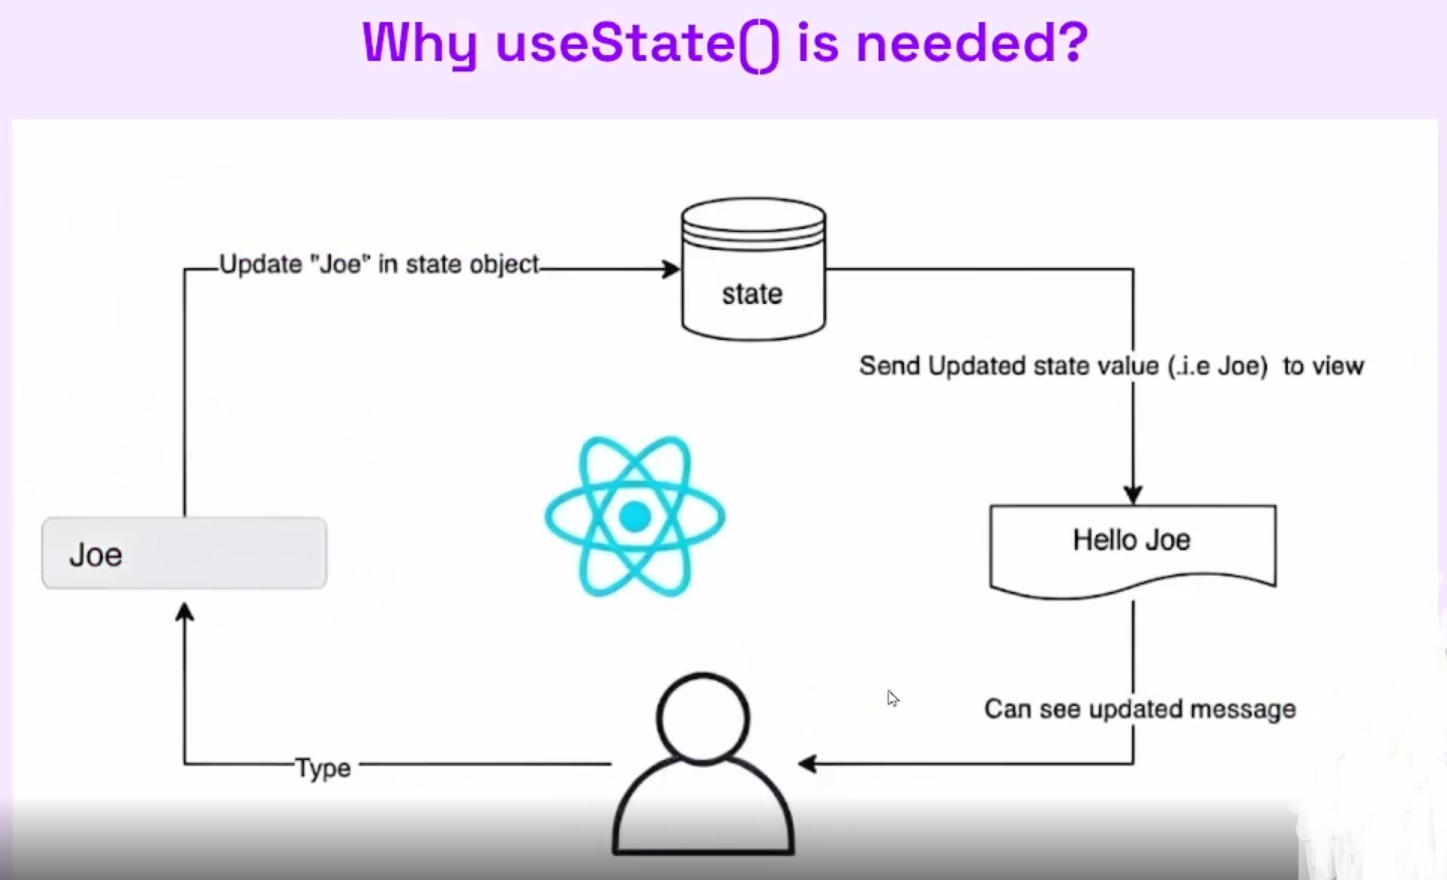 Why useState() is needed?
Update "Joe" in state object
state
Send Updated state value (.i.e Joe) to view
Joe
Hello Joe
Can see updated message
Type